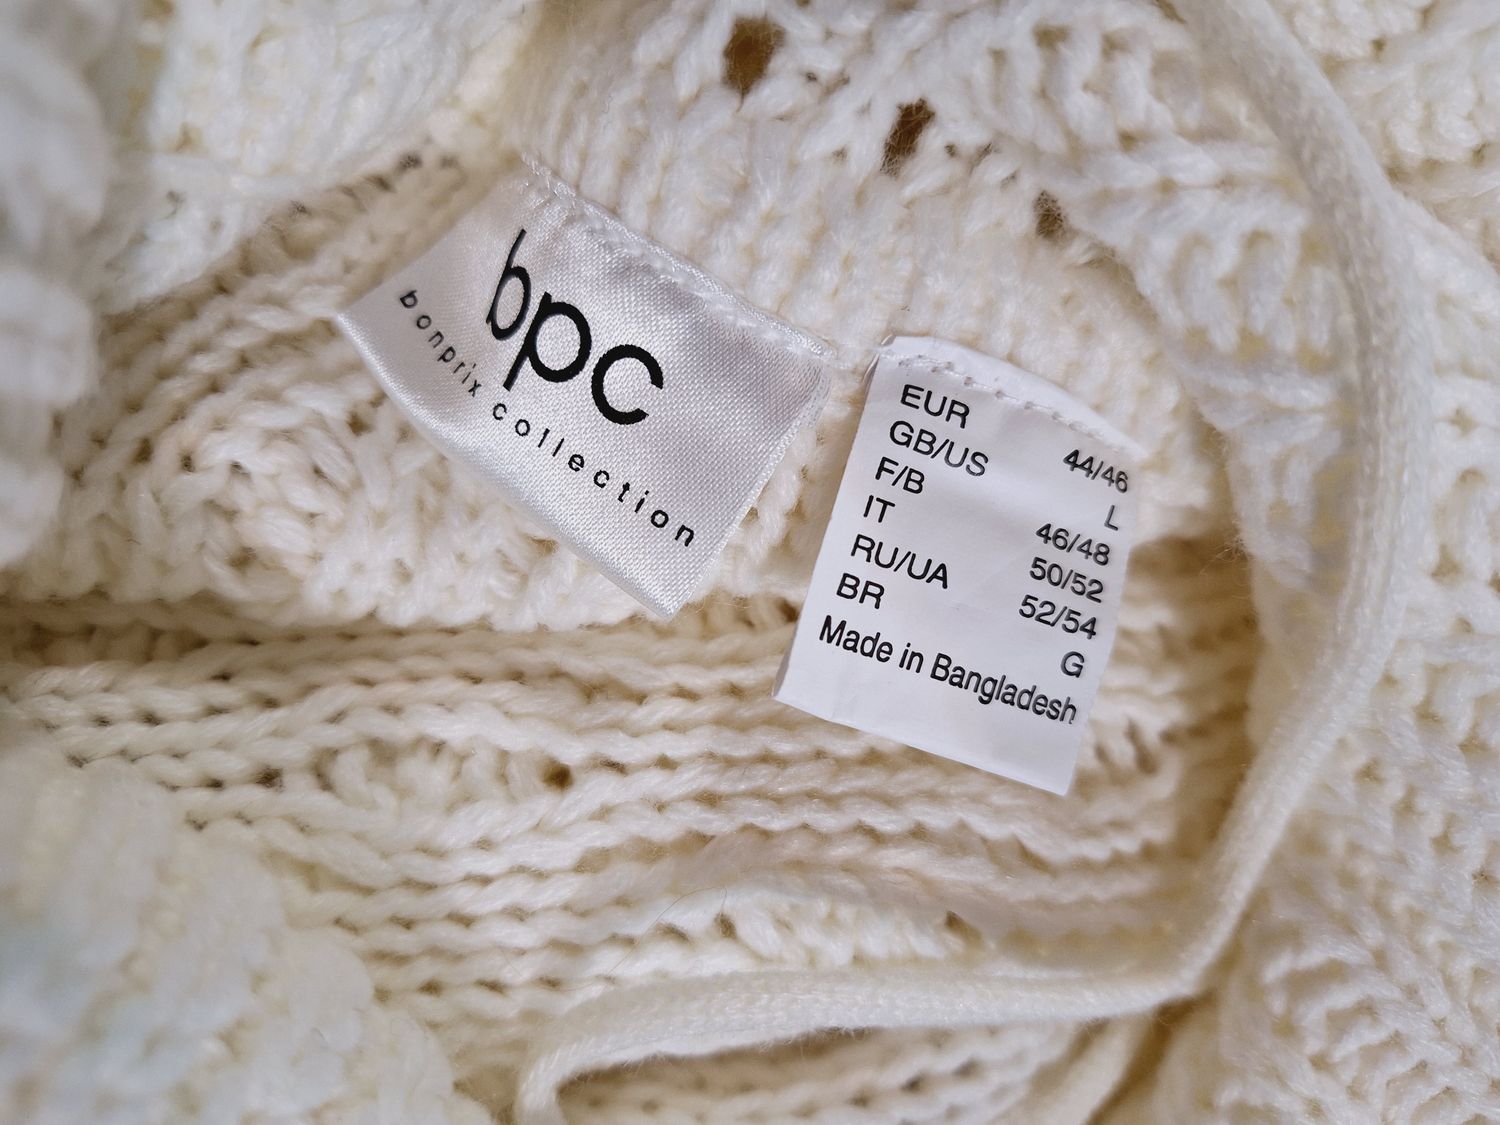 bpc
bonprix collection
EUR 44/46
GB/US L
F/B 46/48
IT 50/52
RU/UA 52/54
BR G
Made in Bangladesh